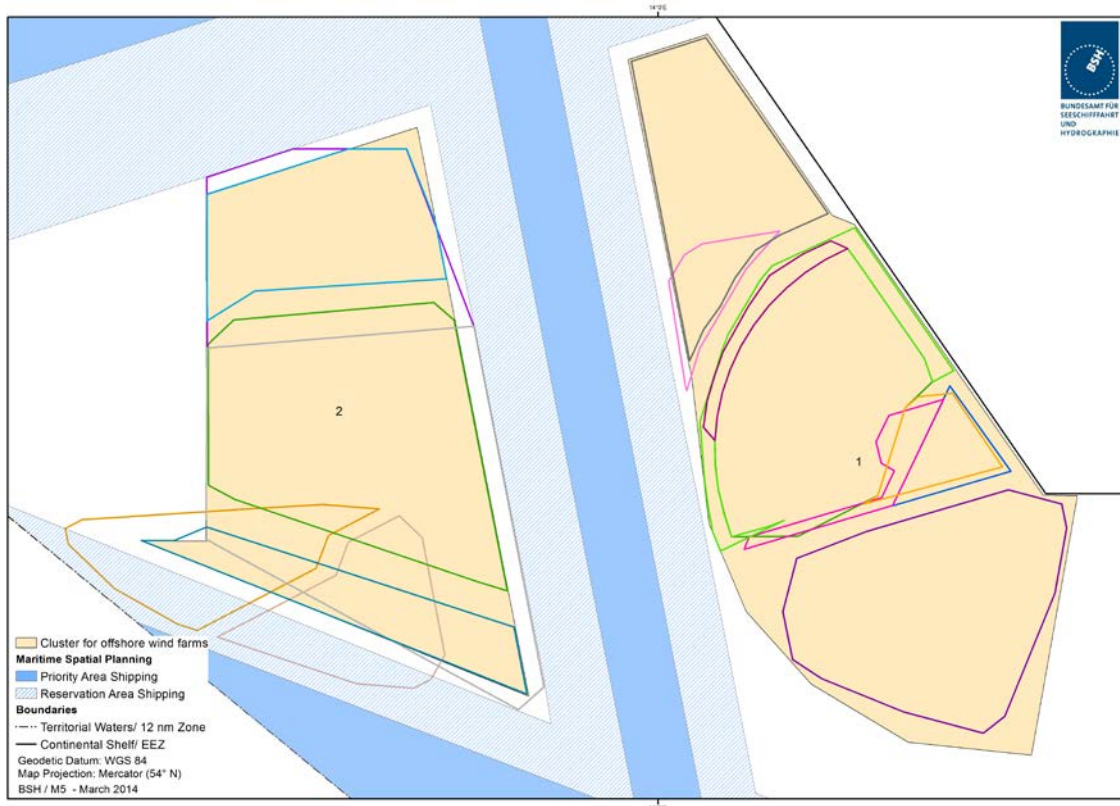 14°0'E
BSH
BUNDESAMT FÜR
SEESCHIFFFAHRT
UND
HYDROGRAPHIE
2
1
Cluster for offshore wind farms
Maritime Spatial Planning
Priority Area Shipping
Reservation Area Shipping
Boundaries
Territorial Waters/ 12 nm Zone
Continental Shelf/ EEZ
Geodetic Datum: WGS 84
Map Projection: Mercator (54° N)
BSH / M5 - March 2014